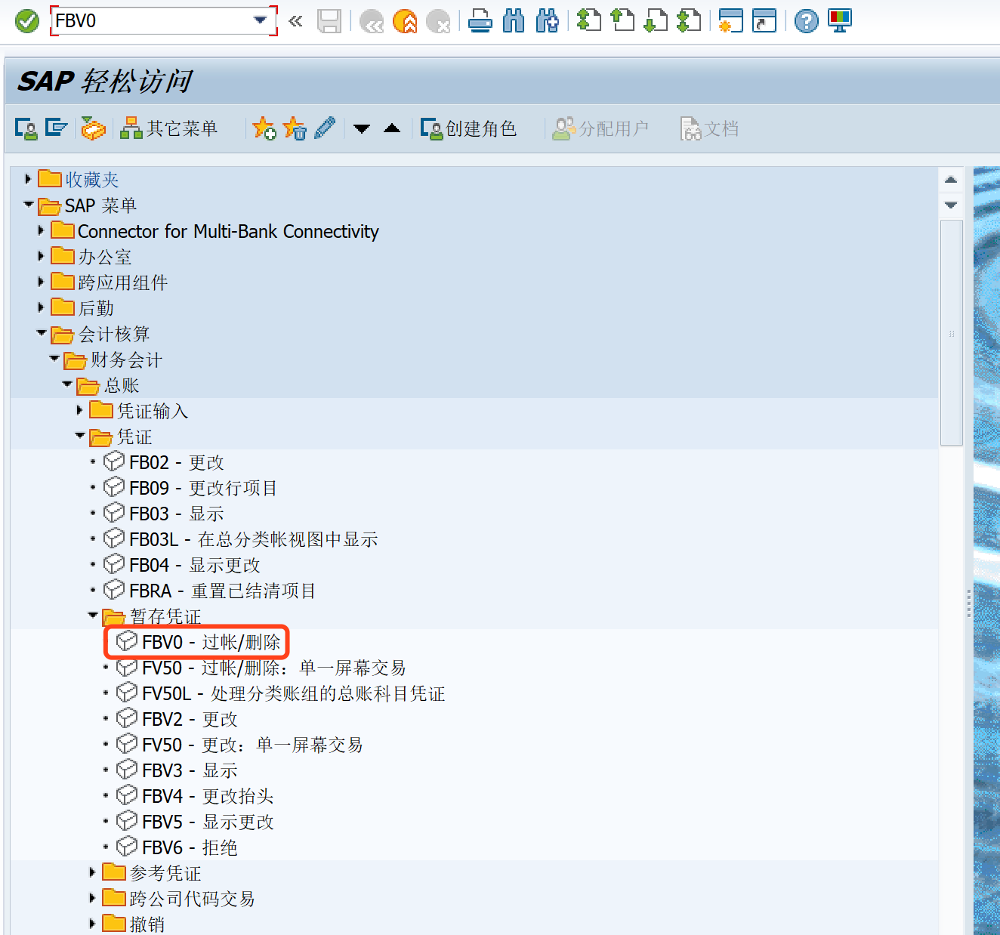 FBV0
SAP 轻松访问
其它菜单 创建角色 分配用户 文档
收藏夹
SAP 菜单
Connector for Multi-Bank Connectivity
办公室
跨应用组件
后勤
会计核算
财务会计
总账
凭证输入
凭证
FB02 - 更改
FB09 - 更改行项目
FB03 - 显示
FB03L - 在总分类帐视图中显示
FB04 - 显示更改
FBRA - 重置已结清项目
暂存凭证
FBV0 - 过帐/删除
FV50 - 过帐/删除：单一屏幕交易
FV50L - 处理分类账组的总账科目凭证
FBV2 - 更改
FV50 - 更改：单一屏幕交易
FBV3 - 显示
FBV4 - 更改抬头
FBV5 - 显示更改
FBV6 - 拒绝
参考凭证
跨公司代码交易
撤销